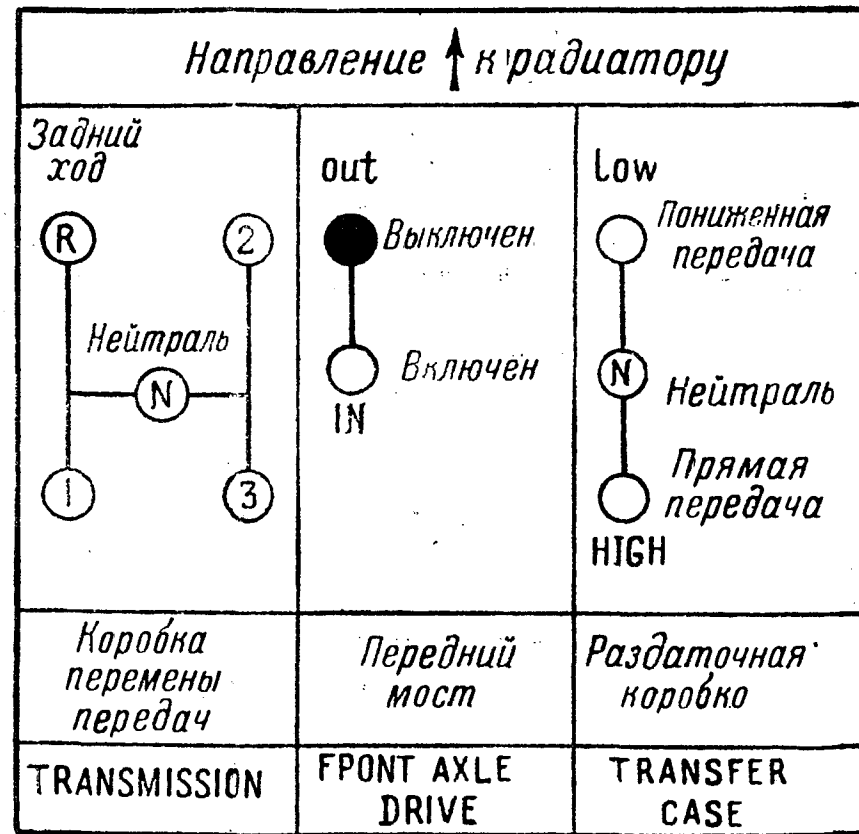 Направление ↑ к радиатору
Задний
ход
R
2
Нейтраль
N
1
3
out
Выключен
Включен
IN
Low
Пониженная
передача
N
Нейтраль
Прямая
передача
HIGH
Коробка
перемены
передач
Передний
мост
Раздаточная
коробко
TRANSMISSION
FPONT AXLE
DRIVE
TRANSFER
CASE